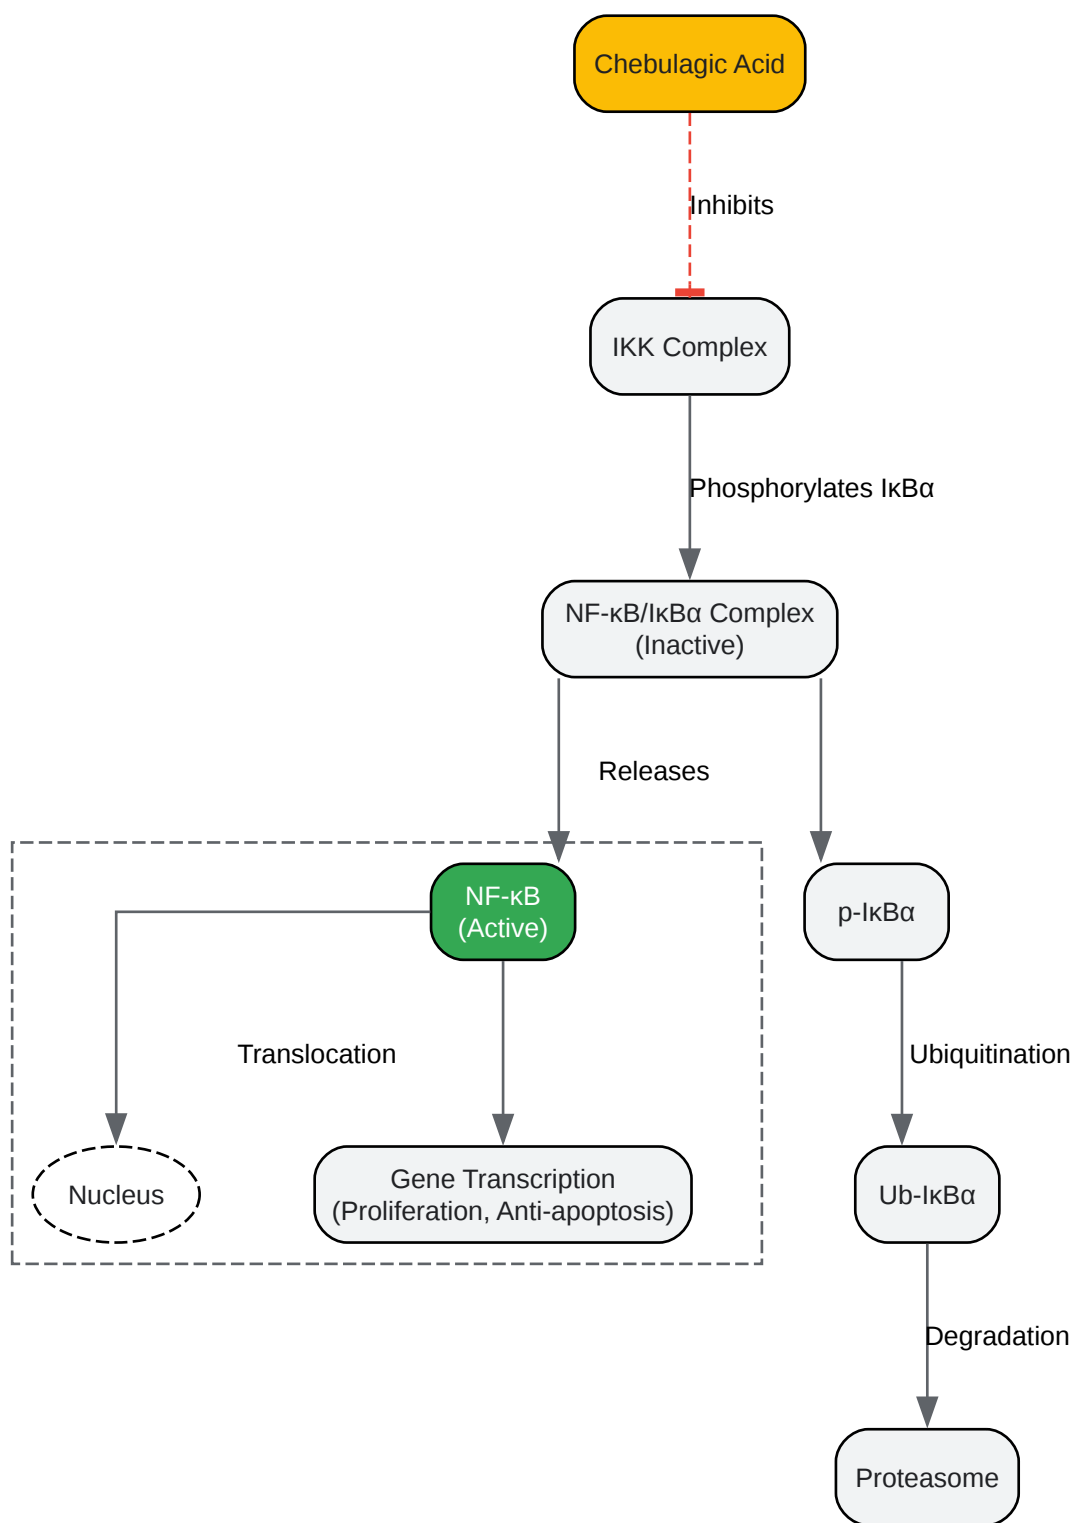 Chebulagic Acid
Inhibits
IKK Complex
Phosphorylates IκBα
NF-κB/IκBα Complex
(Inactive)
Releases
NF-κB
(Active)
p-IκBα
Translocation
Ubiquitination
Nucleus
Gene Transcription
(Proliferation, Anti-apoptosis)
Ub-IκBα
Degradation
Proteasome